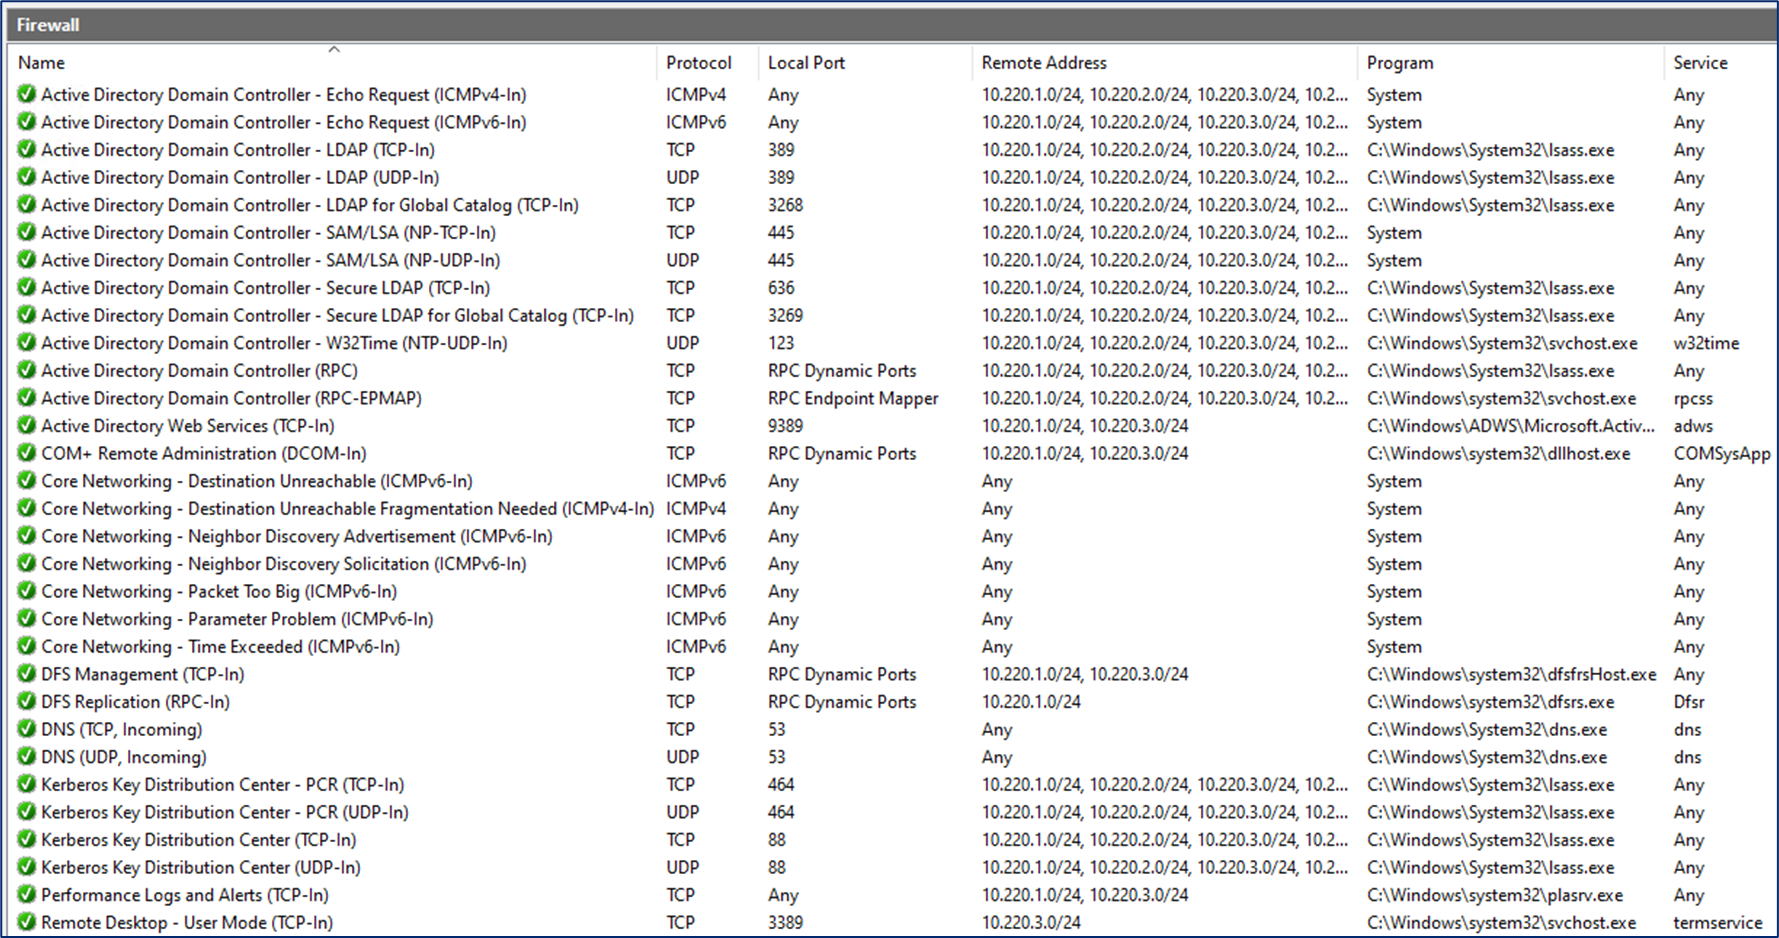 Firewall
Name Protocol Local Port Remote Address Program Service
Active Directory Domain Controller - Echo Request (ICMPv4-In) ICMPv4 Any 10.220.1.0/24, 10.220.2.0/24, 10.220.3.0/24, 10.2... System Any
Active Directory Domain Controller - Echo Request (ICMPv6-In) ICMPv6 Any 10.220.1.0/24, 10.220.2.0/24, 10.220.3.0/24, 10.2... System Any
Active Directory Domain Controller - LDAP (TCP-In) TCP 389 10.220.1.0/24, 10.220.2.0/24, 10.220.3.0/24, 10.2... C:\Windows\System32\lsass.exe Any
Active Directory Domain Controller - LDAP (UDP-In) UDP 389 10.220.1.0/24, 10.220.2.0/24, 10.220.3.0/24, 10.2... C:\Windows\System32\lsass.exe Any
Active Directory Domain Controller - LDAP for Global Catalog (TCP-In) TCP 3268 10.220.1.0/24, 10.220.2.0/24, 10.220.3.0/24, 10.2... C:\Windows\System32\lsass.exe Any
Active Directory Domain Controller - SAM/LSA (NP-TCP-In) TCP 445 10.220.1.0/24, 10.220.2.0/24, 10.220.3.0/24, 10.2... System Any
Active Directory Domain Controller - SAM/LSA (NP-UDP-In) UDP 445 10.220.1.0/24, 10.220.2.0/24, 10.220.3.0/24, 10.2... System Any
Active Directory Domain Controller - Secure LDAP (TCP-In) TCP 636 10.220.1.0/24, 10.220.2.0/24, 10.220.3.0/24, 10.2... C:\Windows\System32\lsass.exe Any
Active Directory Domain Controller - Secure LDAP for Global Catalog (TCP-In) TCP 3269 10.220.1.0/24, 10.220.2.0/24, 10.220.3.0/24, 10.2... C:\Windows\System32\lsass.exe Any
Active Directory Domain Controller - W32Time (NTP-UDP-In) UDP 123 10.220.1.0/24, 10.220.2.0/24, 10.220.3.0/24, 10.2... C:\Windows\System32\svchost.exe w32time
Active Directory Domain Controller (RPC) TCP RPC Dynamic Ports 10.220.1.0/24, 10.220.2.0/24, 10.220.3.0/24, 10.2... C:\Windows\System32\lsass.exe Any
Active Directory Domain Controller (RPC-EPMAP) TCP RPC Endpoint Mapper 10.220.1.0/24, 10.220.2.0/24, 10.220.3.0/24, 10.2... C:\Windows\system32\svchost.exe rpcss
Active Directory Web Services (TCP-In) TCP 9389 10.220.1.0/24, 10.220.3.0/24 C:\Windows\ADWS\Microsoft.Activ... adws
COM+ Remote Administration (DCOM-In) TCP RPC Dynamic Ports 10.220.1.0/24, 10.220.3.0/24 C:\Windows\system32\dllhost.exe COMSysApp
Core Networking - Destination Unreachable (ICMPv6-In) ICMPv6 Any Any System Any
Core Networking - Destination Unreachable Fragmentation Needed (ICMPv4-In) ICMPv4 Any Any System Any
Core Networking - Neighbor Discovery Advertisement (ICMPv6-In) ICMPv6 Any Any System Any
Core Networking - Neighbor Discovery Solicitation (ICMPv6-In) ICMPv6 Any Any System Any
Core Networking - Packet Too Big (ICMPv6-In) ICMPv6 Any Any System Any
Core Networking - Parameter Problem (ICMPv6-In) ICMPv6 Any Any System Any
Core Networking - Time Exceeded (ICMPv6-In) ICMPv6 Any Any System Any
DFS Management (TCP-In) TCP RPC Dynamic Ports 10.220.1.0/24, 10.220.3.0/24 C:\Windows\system32\dfsfrsHost.exe Any
DFS Replication (RPC-In) TCP RPC Dynamic Ports 10.220.1.0/24 C:\Windows\system32\dfsrs.exe Dfsr
DNS (TCP, Incoming) TCP 53 Any C:\Windows\System32\dns.exe dns
DNS (UDP, Incoming) UDP 53 Any C:\Windows\System32\dns.exe dns
Kerberos Key Distribution Center - PCR (TCP-In) TCP 464 10.220.1.0/24, 10.220.2.0/24, 10.220.3.0/24, 10.2... C:\Windows\System32\lsass.exe Any
Kerberos Key Distribution Center - PCR (UDP-In) UDP 464 10.220.1.0/24, 10.220.2.0/24, 10.220.3.0/24, 10.2... C:\Windows\System32\lsass.exe Any
Kerberos Key Distribution Center (TCP-In) TCP 88 10.220.1.0/24, 10.220.2.0/24, 10.220.3.0/24, 10.2... C:\Windows\System32\lsass.exe Any
Kerberos Key Distribution Center (UDP-In) UDP 88 10.220.1.0/24, 10.220.2.0/24, 10.220.3.0/24, 10.2... C:\Windows\System32\lsass.exe Any
Performance Logs and Alerts (TCP-In) TCP Any 10.220.1.0/24, 10.220.3.0/24 C:\Windows\system32\plasrv.exe Any
Remote Desktop - User Mode (TCP-In) TCP 3389 10.220.3.0/24 C:\Windows\system32\svchost.exe termservice